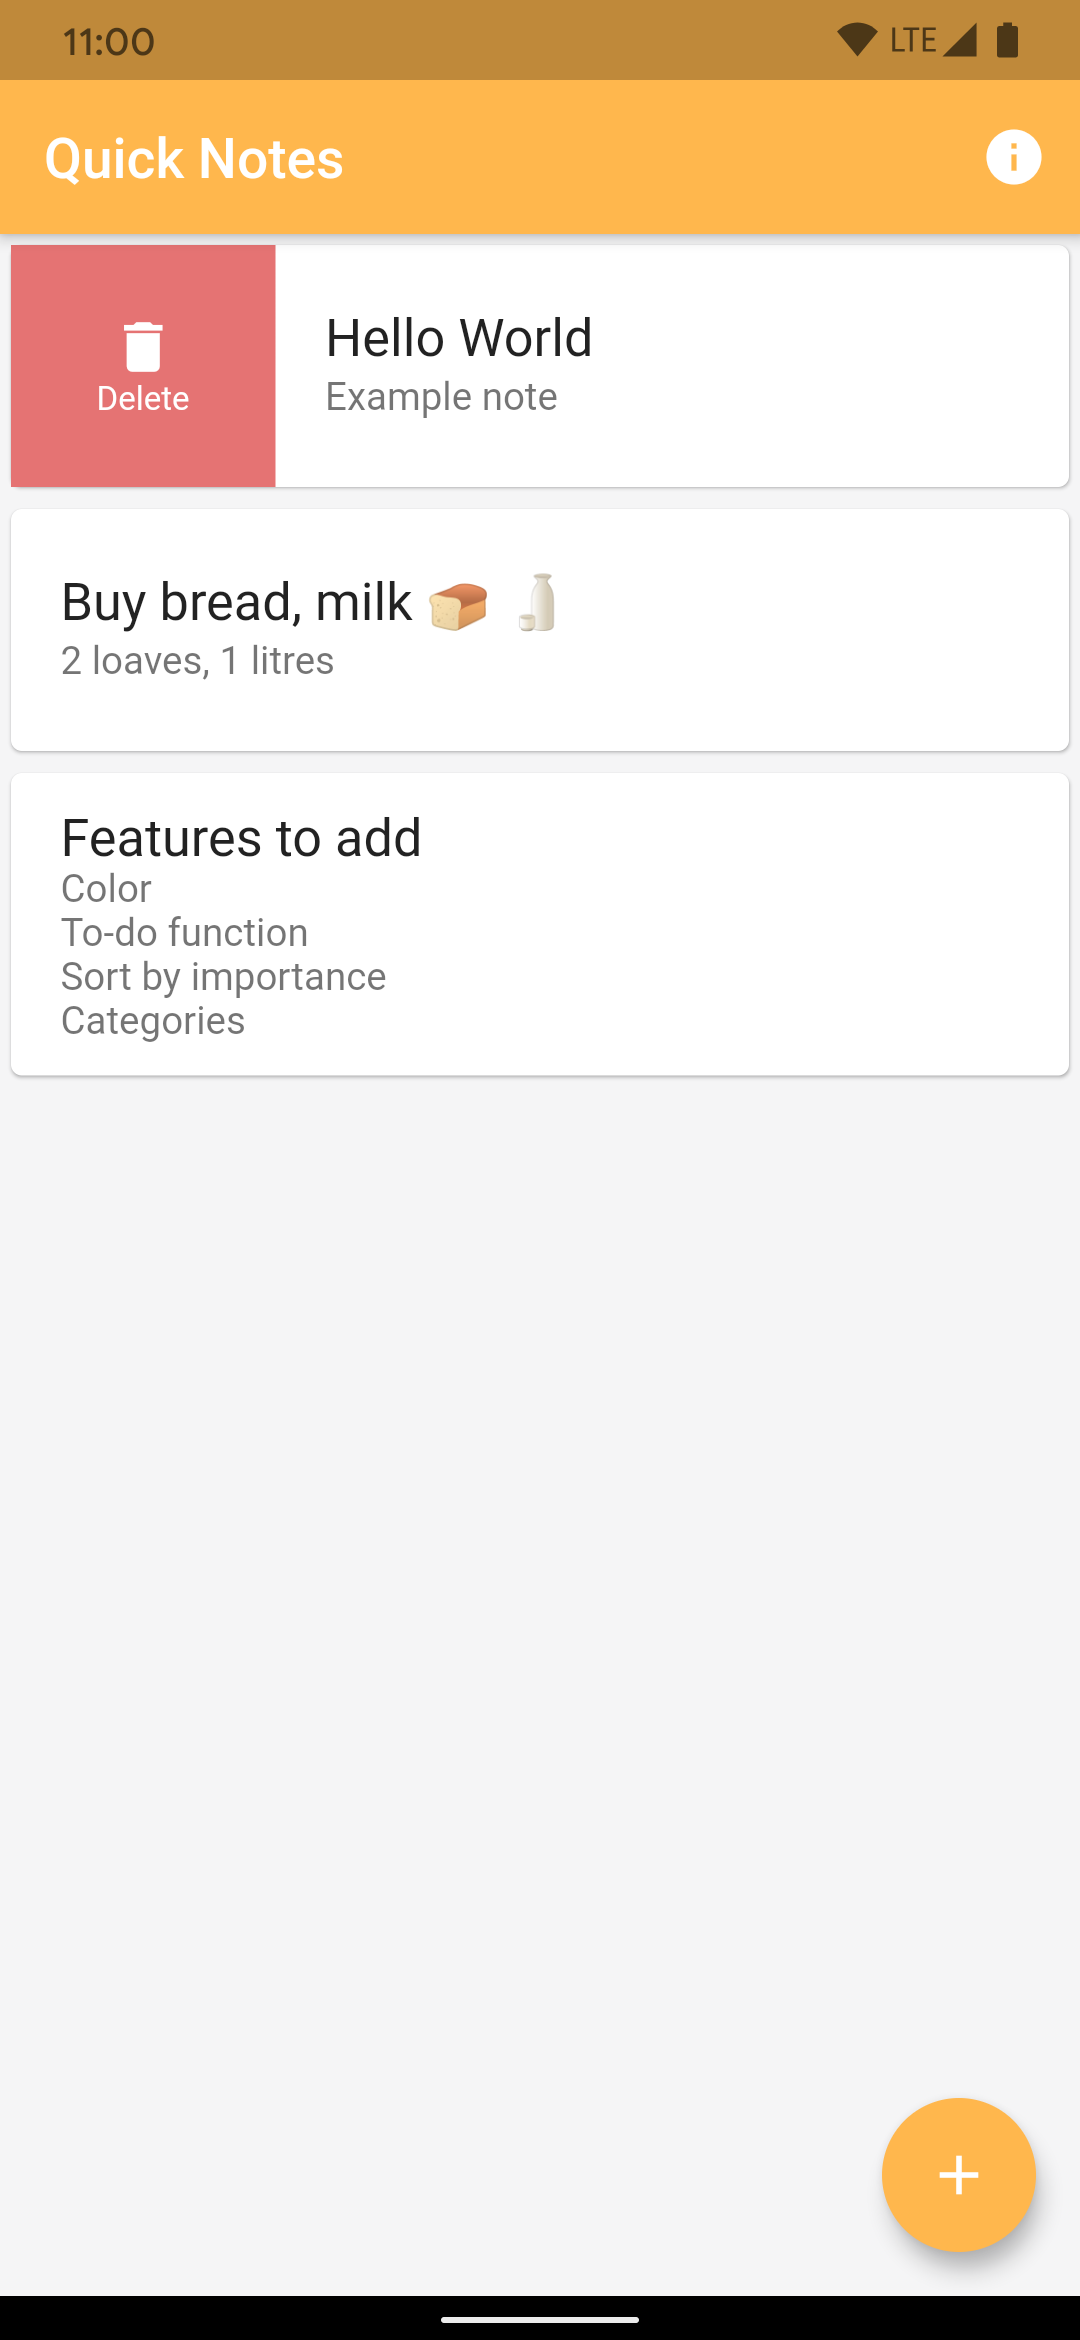 11:00
LTE
Quick Notes
Delete
Hello World
Example note
Buy bread, milk 🍞 🥛
2 loaves, 1 litres
Features to add
Color
To-do function
Sort by importance
Categories